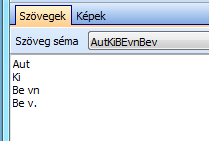 Szövegek Képek
Szöveg séma AutKiBEvnBev
Aut
Ki
Be vn
Be v.